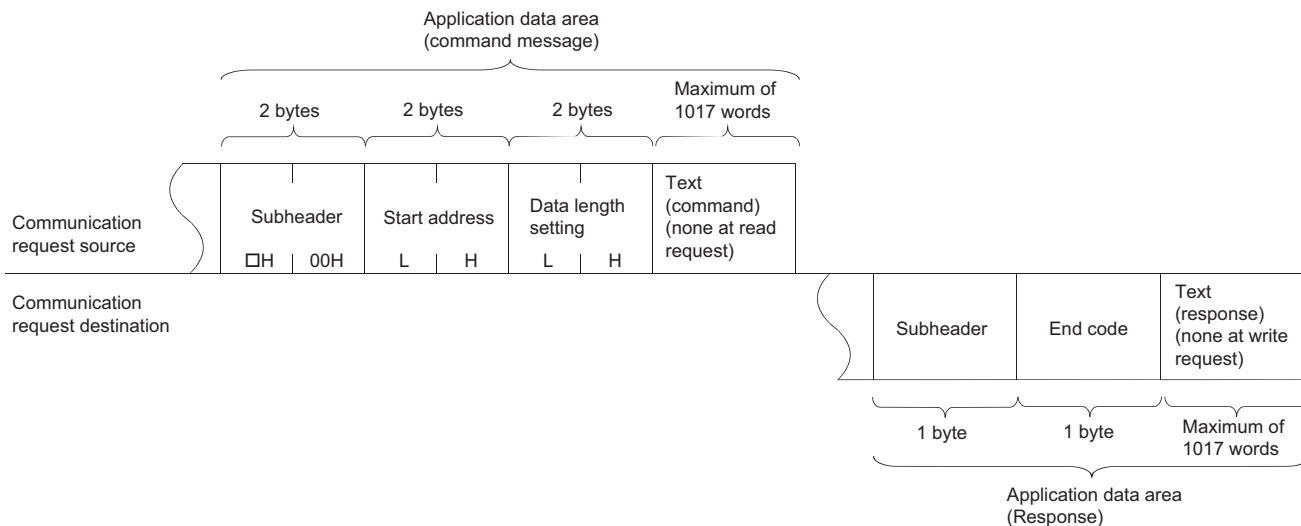 Application data area
(command message)
2 bytes
2 bytes
2 bytes
Maximum of
1017 words
Communication
request source
Subheader
□H
00H
Start address
L
H
Data length
setting
L
H
Text
(command)
(none at read
request)
Communication
request destination
Subheader
End code
Text
(response)
(none at write
request)
1 byte
1 byte
Maximum of
1017 words
Application data area
(Response)